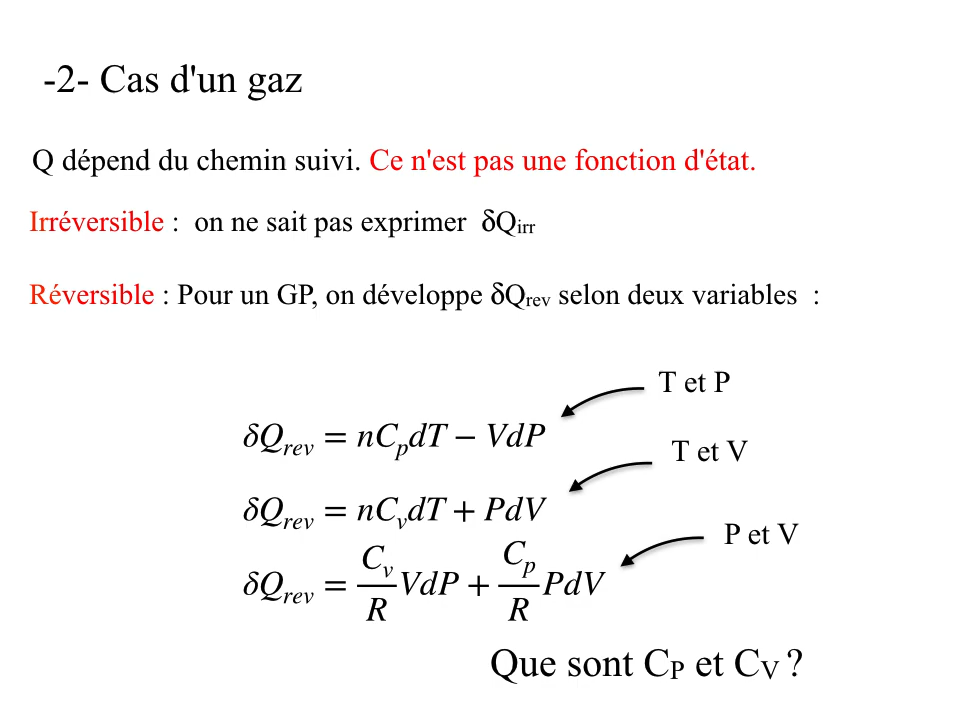 -2- Cas d'un gaz
Q dépend du chemin suivi. Ce n'est pas une fonction d'état.
Irréversible : on ne sait pas exprimer δQirr
Réversible : Pour un GP, on développe δQrev selon deux variables :
T et P
δQrev = nCpdT − VdP
T et V
δQrev = nCvdT + PdV
P et V
δQrev = Cv/R VdP + Cp/R PdV
Que sont CP et CV ?